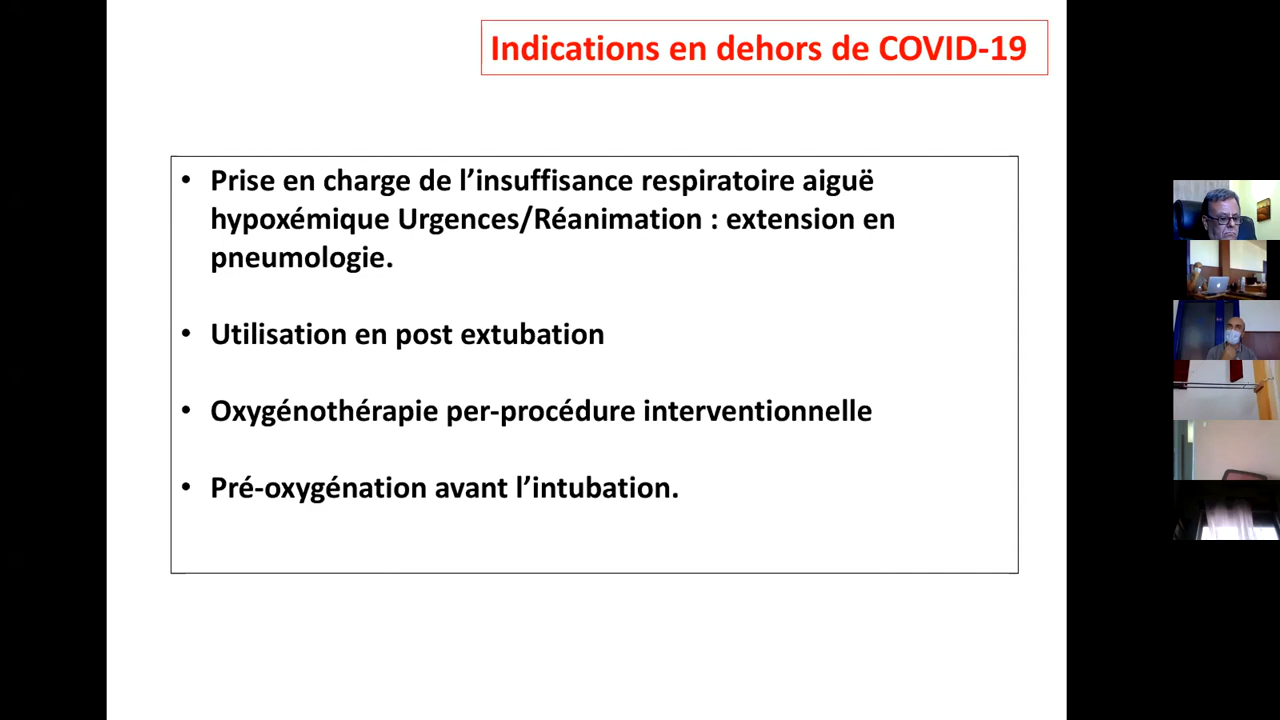 Indications en dehors de COVID-19
• Prise en charge de l’insuffisance respiratoire aiguë
hypoxémique Urgences/Réanimation : extension en
pneumologie.
• Utilisation en post extubation
• Oxygénothérapie per-procédure interventionnelle
• Pré-oxygénation avant l’intubation.